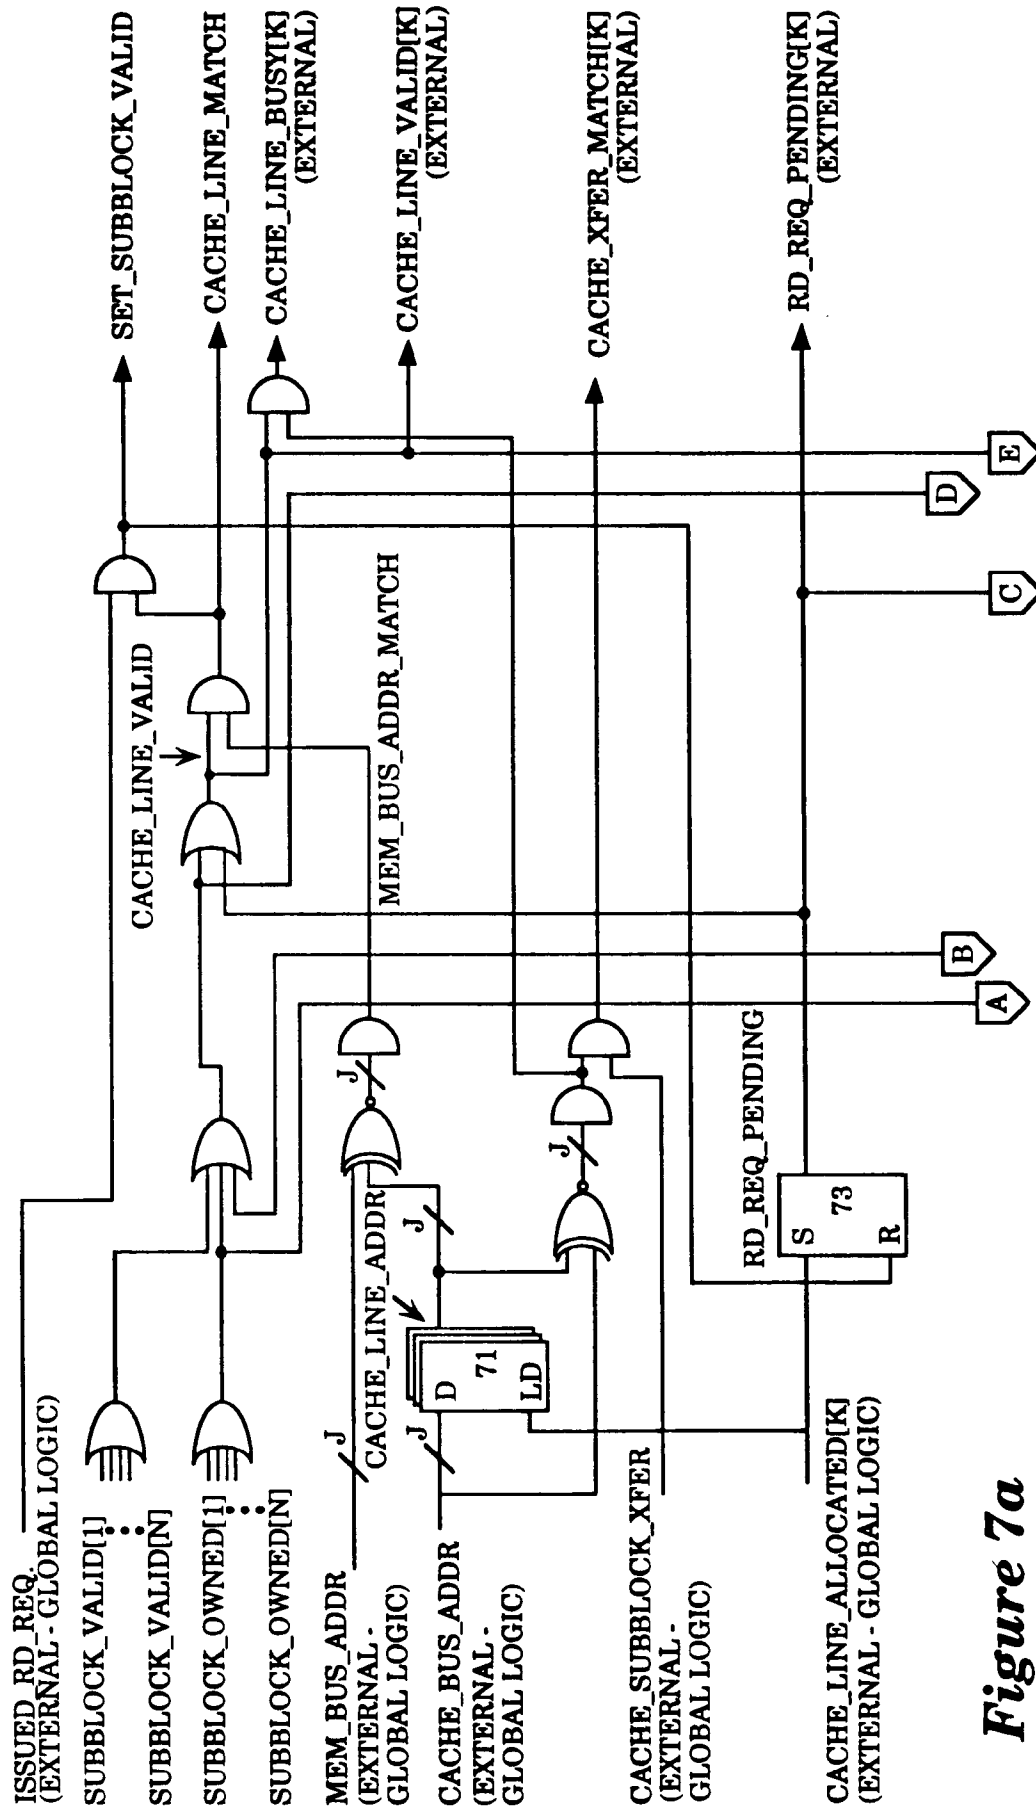 ISSUED_RD_REQ.
(EXTERNAL - GLOBAL LOGIC)
SUBBLOCK_VALID[1]
SUBBLOCK_VALID[N]
SUBBLOCK_OWNED[1]
SUBBLOCK_OWNED[N]
MEM_BUS_ADDR
(EXTERNAL -
GLOBAL LOGIC)
CACHE_BUS_ADDR
(EXTERNAL -
GLOBAL LOGIC)
CACHE_SUBBLOCK_XFER
(EXTERNAL -
GLOBAL LOGIC)
CACHE_LINE_ALLOCATED[K]
(EXTERNAL - GLOBAL LOGIC)
J
CACHE_LINE_ADDR
J
D
71
LD
J
J
J
RD_REQ_PENDING
S
73
R
CACHE_LINE_VALID
MEM_BUS_ADDR_MATCH
A
B
C
D
E
SET_SUBBLOCK_VALID
CACHE_LINE_MATCH
CACHE_LINE_BUSY[K]
(EXTERNAL)
CACHE_LINE_VALID[K]
(EXTERNAL)
CACHE_XFER_MATCH[K]
(EXTERNAL)
RD_REQ_PENDING[K]
(EXTERNAL)
Figure 7a